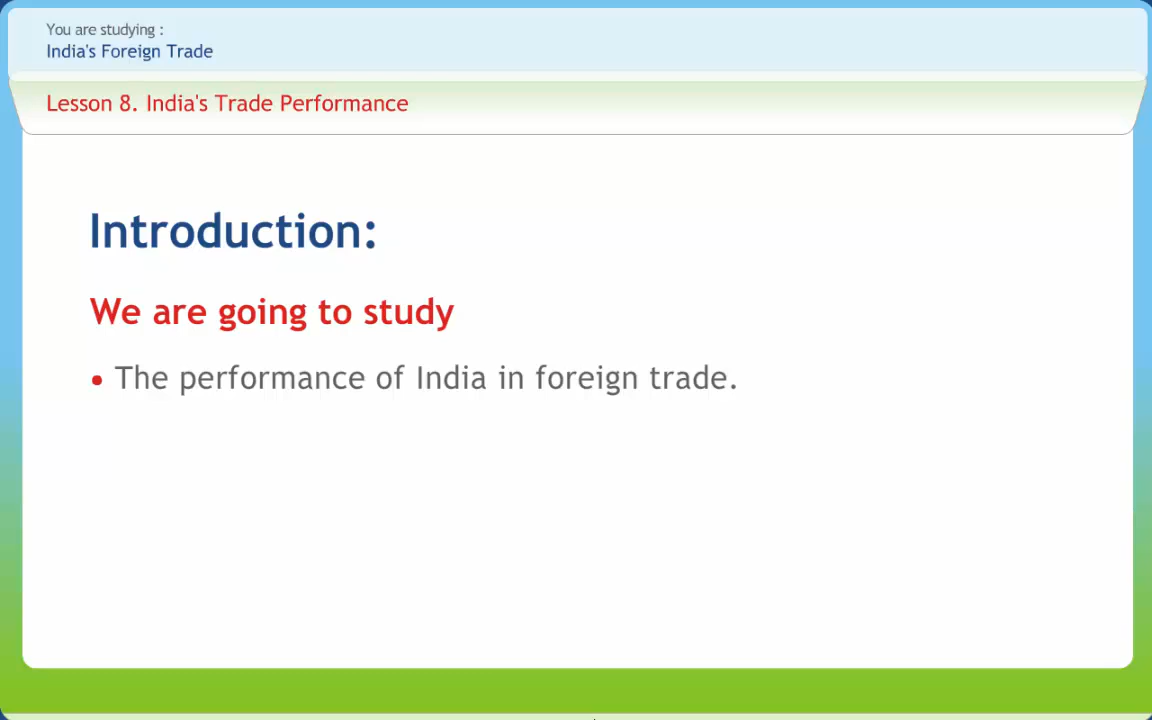 You are studying :
India's Foreign Trade
Lesson 8. India's Trade Performance
Introduction:
We are going to study
• The performance of India in foreign trade.